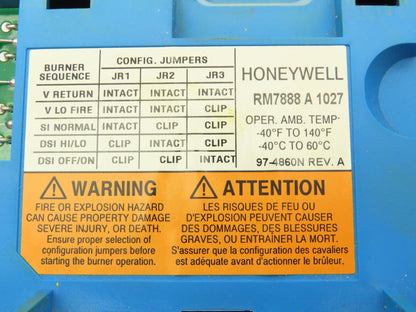 CONFIG. JUMPERS
BURNER SEQUENCE JR1 JR2 JR3
V RETURN INTACT INTACT INTACT
V LO FIRE INTACT INTACT CLIP
SI NORMAL INTACT CLIP CLIP
DSI HI/LO CLIP INTACT CLIP
DSI OFF/ON CLIP CLIP INTACT
HONEYWELL
RM7888 A 1027
OPER. AMB. TEMP·
-40°F TO 140°F
-40°C TO 60°C
97-4860N REV. A
WARNING
FIRE OR EXPLOSION HAZARD
CAN CAUSE PROPERTY DAMAGE
SEVERE INJURY, OR DEATH.
Ensure proper selection of
configuration jumpers before
starting the burner operation.
ATTENTION
LES RISQUES DE FEU OU
D'EXPLOSION PEUVENT CAUSER
DES DOMMAGES, DES BLESSURES
GRAVES, OU ENTRAÎNER LA MORT.
S'assurer que la configuration des cavaliers
est adéquate avant d'actionner le brûleur.